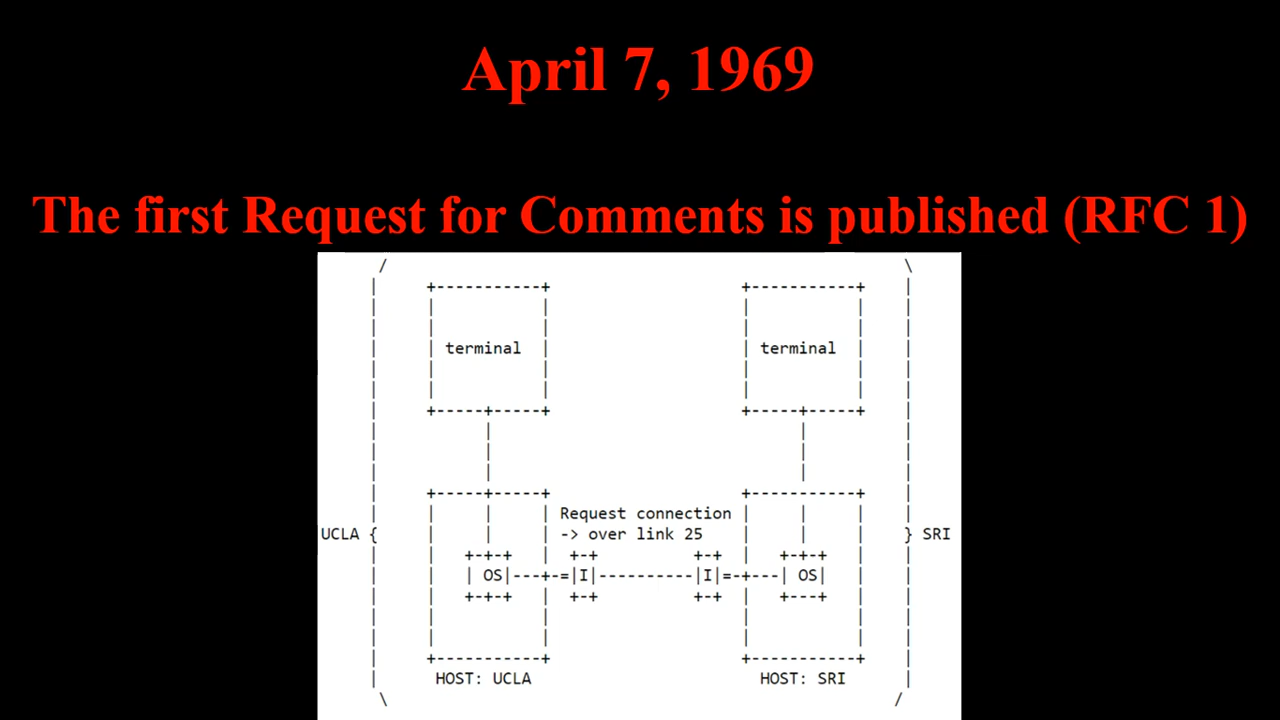 April 7, 1969
The first Request for Comments is published (RFC 1)
terminal terminal
Request connection
UCLA { -> over link 25 } SRI
OS I I OS
HOST: UCLA HOST: SRI